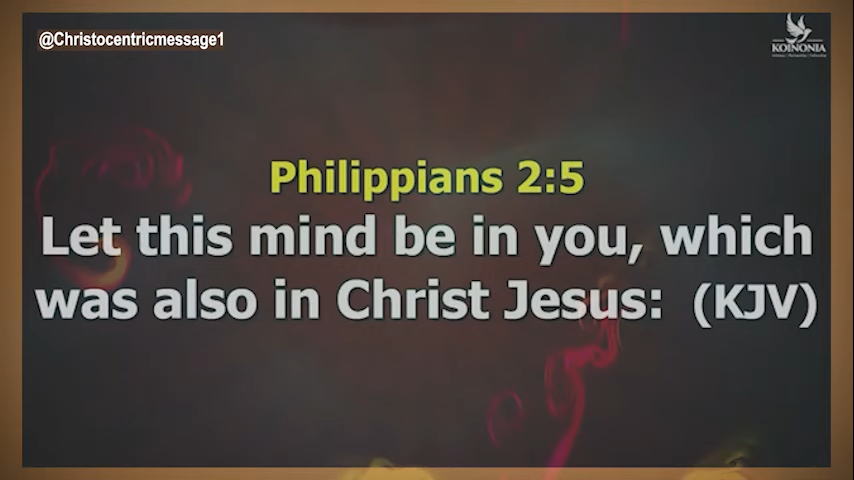 @Christocentricmessage1
KOINONIA
Philippians 2:5
Let this mind be in you, which
was also in Christ Jesus: (KJV)